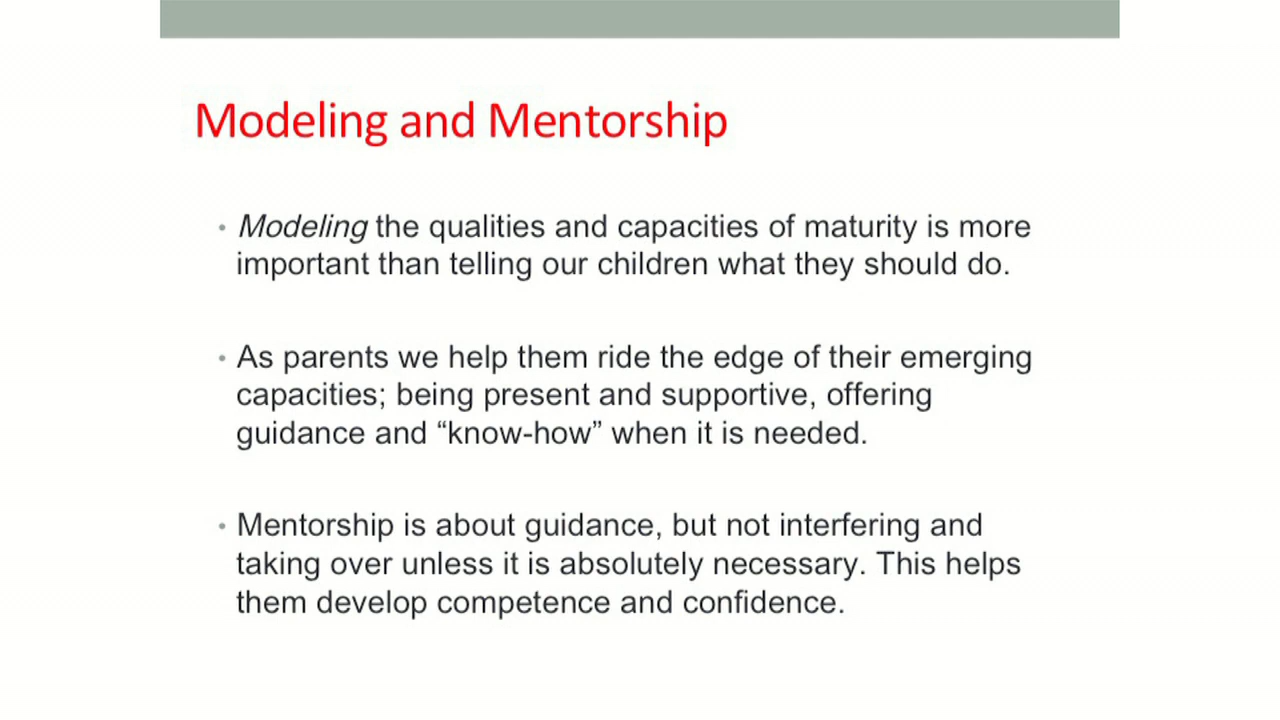 Modeling and Mentorship
• Modeling the qualities and capacities of maturity is more
important than telling our children what they should do.
• As parents we help them ride the edge of their emerging
capacities; being present and supportive, offering
guidance and “know-how” when it is needed.
• Mentorship is about guidance, but not interfering and
taking over unless it is absolutely necessary. This helps
them develop competence and confidence.